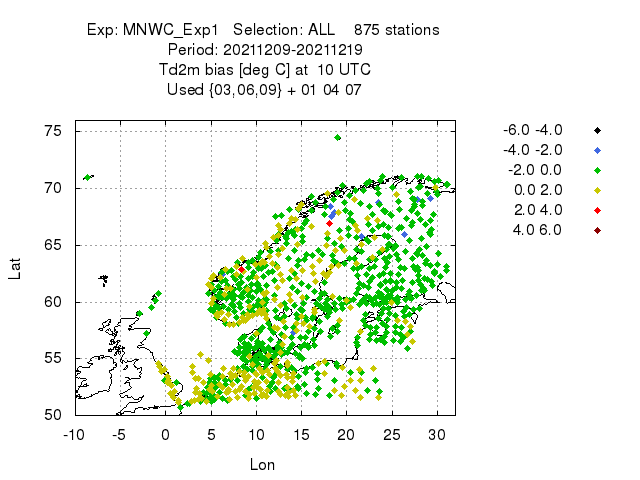 Exp: MNWC_Exp1   Selection: ALL    875 stations
Period: 20211209-20211219
Td2m bias [deg C] at  10 UTC
Used {03,06,09} + 01 04 07
-6.0 -4.0
-4.0 -2.0
-2.0 0.0
0.0 2.0
2.0 4.0
4.0 6.0
75
70
65
60
55
50
Lat
-10 -5 0 5 10 15 20 25 30
Lon